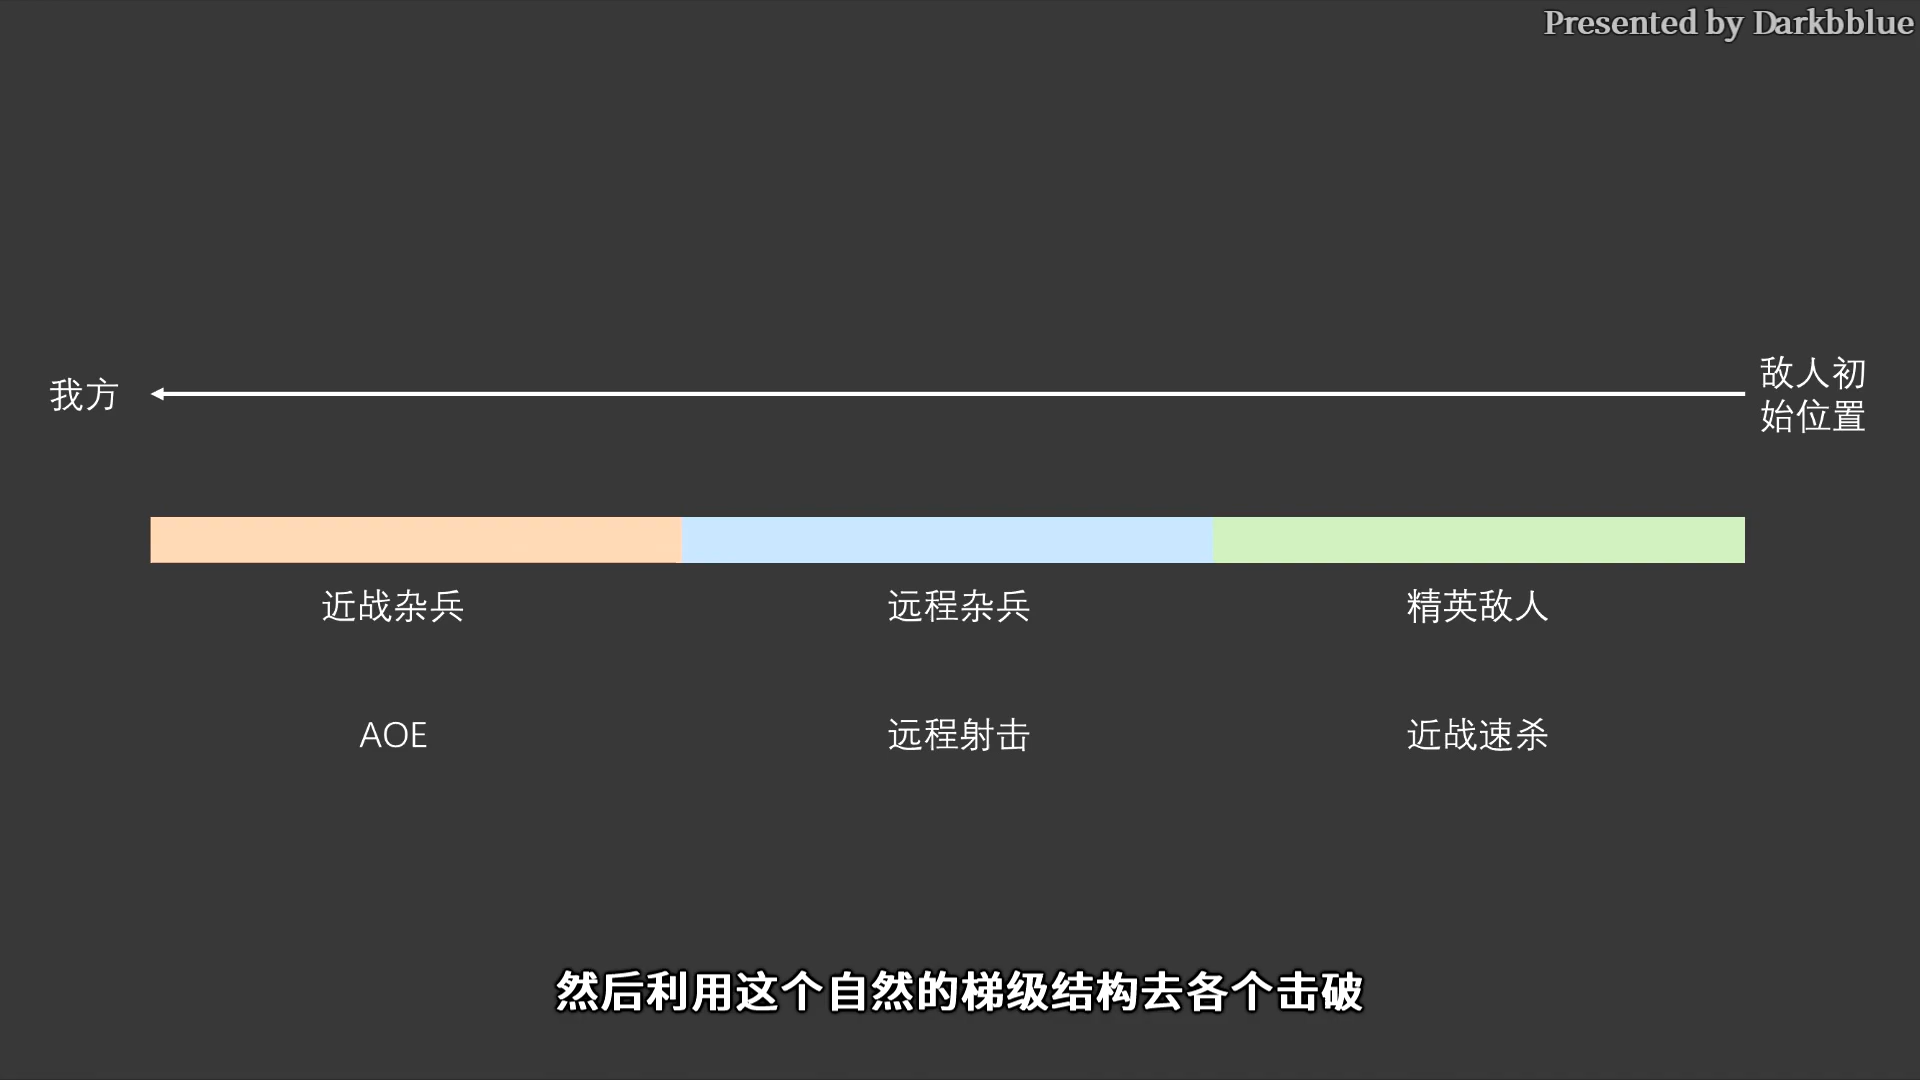 Presented by Darkbblue
我方
敌人初
始位置
近战杂兵
远程杂兵
精英敌人
AOE
远程射击
近战速杀
然后利用这个自然的梯级结构去各个击破